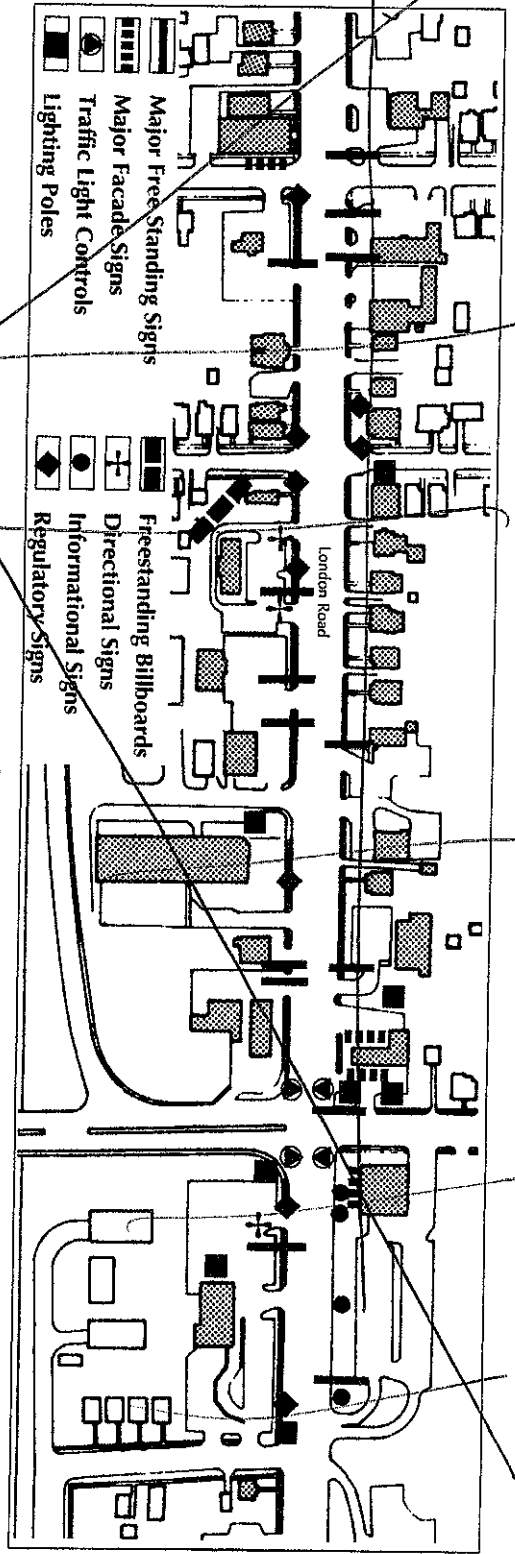 Major Free Standing Signs
Major Facade Signs
Traffic Light Controls
Lighting Poles
Freestanding Billboards
Directional Signs
Informational Signs
Regulatory Signs
London Road